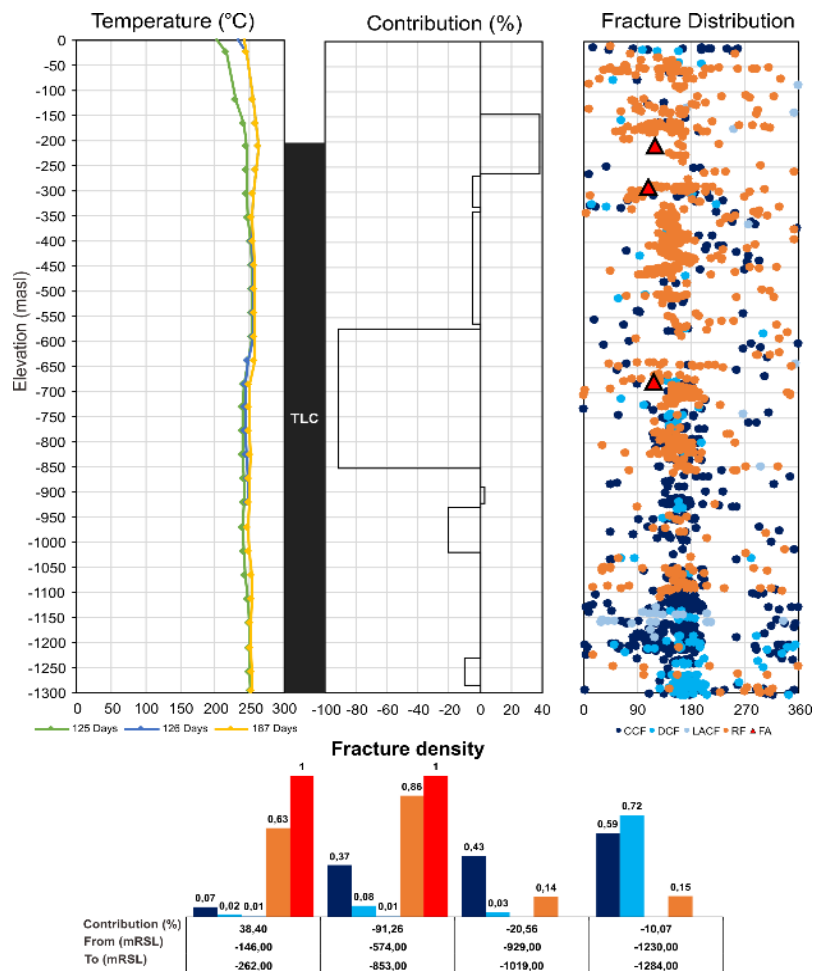 Temperature (°C)
Contribution (%)
Fracture Distribution
Elevation (masl)
0
-50
-100
-150
-200
-250
-300
-350
-400
-450
-500
-550
-600
-650
-700
-750
-800
-850
-900
-950
-1000
-1050
-1100
-1150
-1200
-1250
-1300
TLC
0 50 100 150 200 250 300
-100 -80 -60 -40 -20 0 20 40
0 90 180 270 360
125 Days 126 Days 187 Days
CCF DCF LACF RF FA
Fracture density
0,07 0,02 0,01 0,63 1
0,37 0,08 0,01 0,86 1
0,43 0,03 0,14
0,59 0,72 0,15
Contribution (%) 38,40 -91,26 -20,56 -10,07
From (mRSL) -146,00 -574,00 -929,00 -1230,00
To (mRSL) -262,00 -853,00 -1019,00 -1284,00